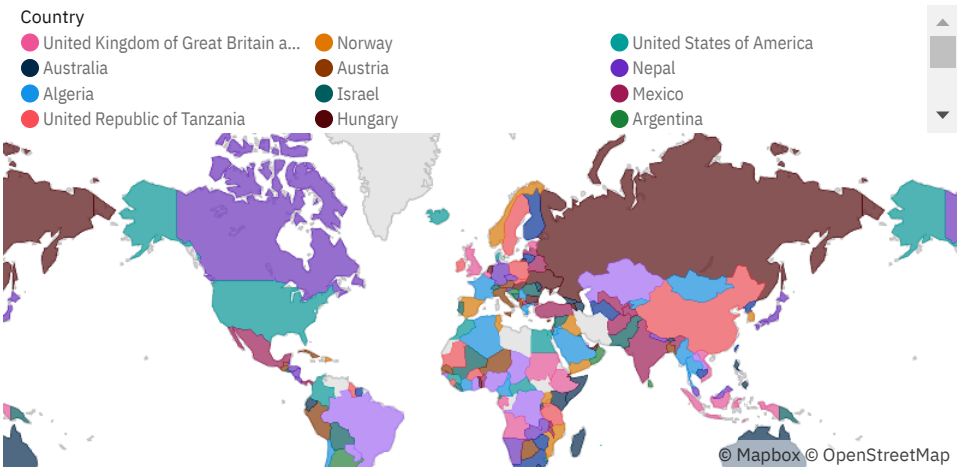 Country
United Kingdom of Great Britain a...
Norway
United States of America
Australia
Austria
Nepal
Algeria
Israel
Mexico
United Republic of Tanzania
Hungary
Argentina
© Mapbox © OpenStreetMap